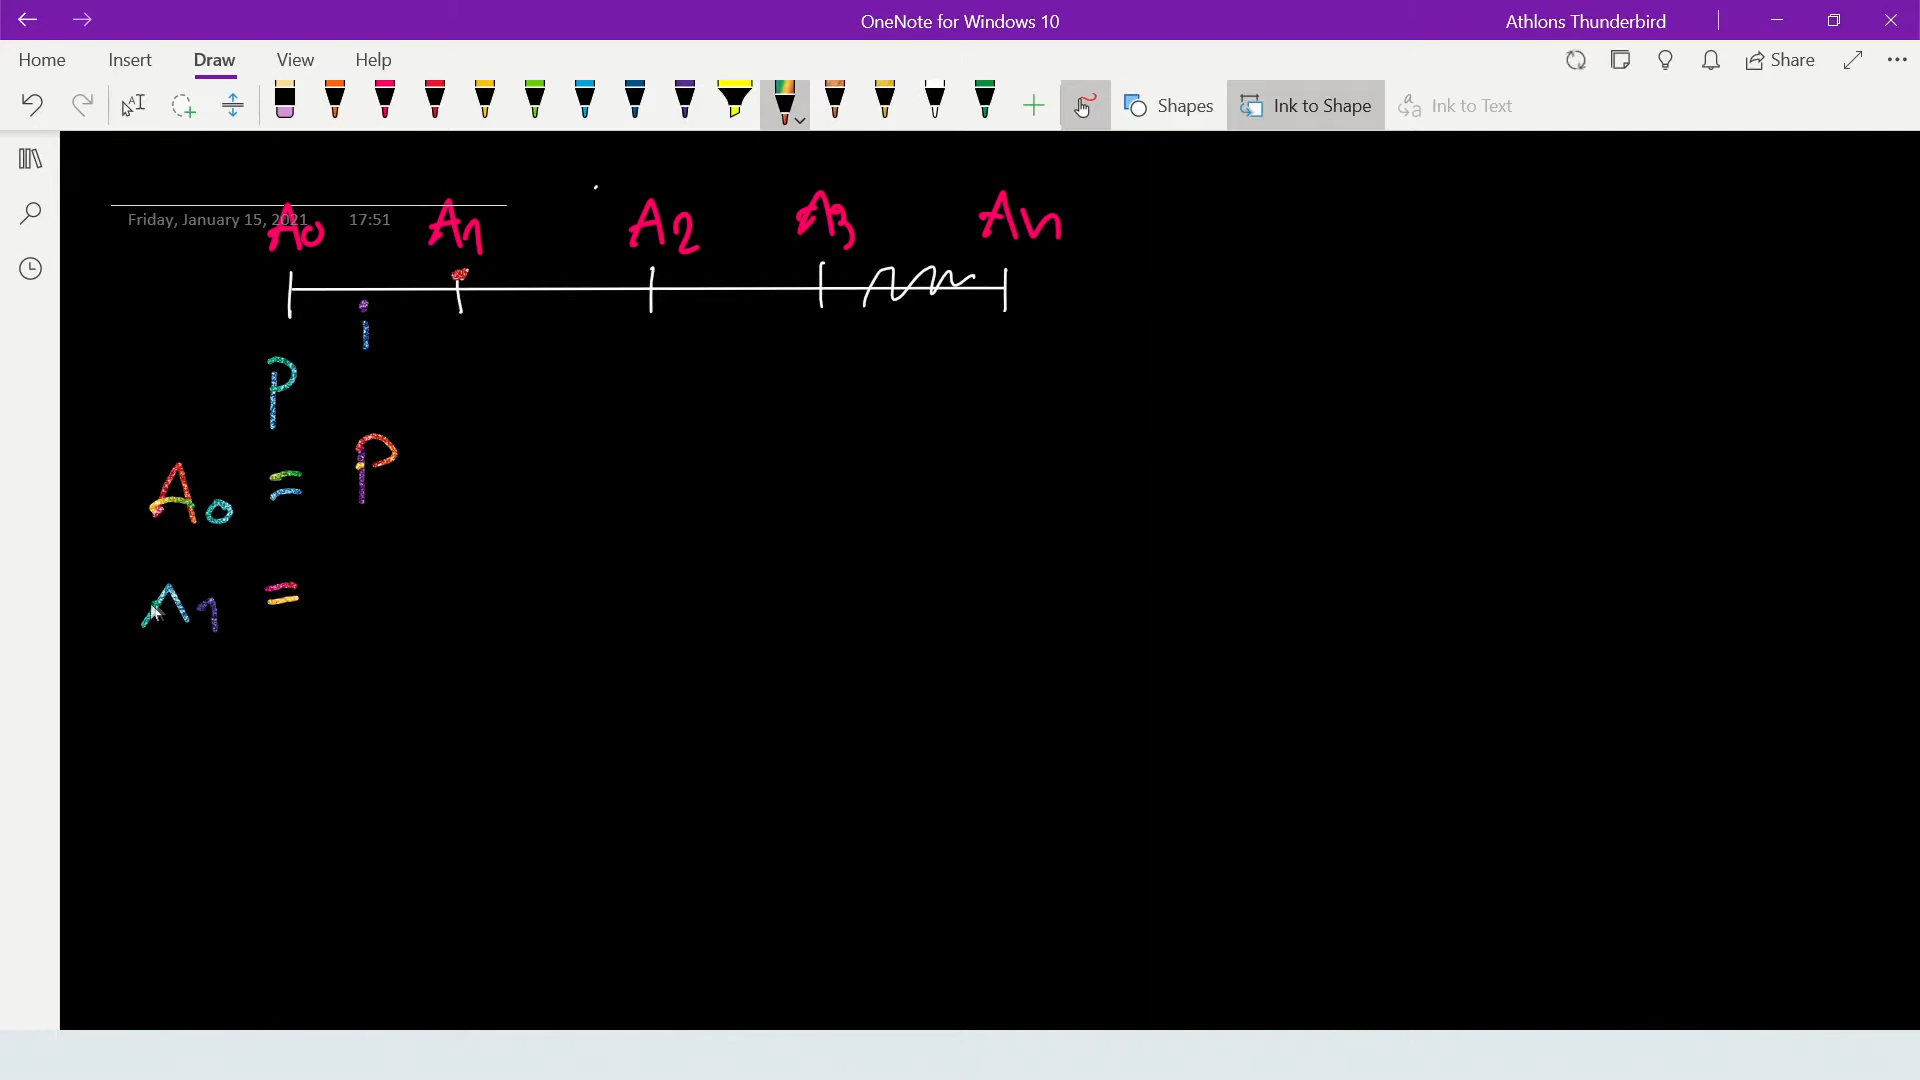 OneNote for Windows 10
Athlons Thunderbird
Home Insert Draw View Help
Share
Shapes Ink to Shape Ink to Text
Friday, January 15, 2021 17:51
A0 A1 A2 A3 An
i
P
A0 = P
A1 =